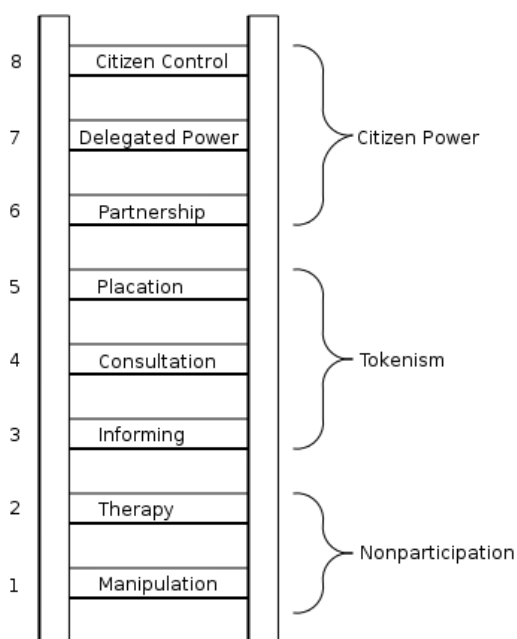 8 Citizen Control
7 Delegated Power
Citizen Power
6 Partnership
5 Placation
4 Consultation
Tokenism
3 Informing
2 Therapy
Nonparticipation
1 Manipulation